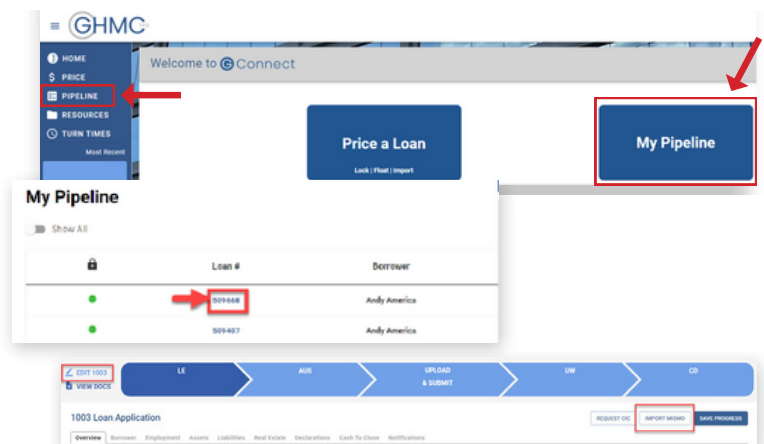 GHMC
HOME
PRICE
PIPELINE
RESOURCES
TURN TIMES
Most Recent
Welcome to G Connect
Price a Loan
Lock | Float | Import
My Pipeline
My Pipeline
Show All
Loan # Borrower
509668 Andy America
509407 Andy America
EDIT 1003
VIEW DOCS
LE AUS UPLOAD & SUBMIT UW CD
1003 Loan Application
REQUEST CIC IMPORT MISMO SAVE PROGRESS
Overview Borrower Employment Assets Liabilities Real Estate Declarations Cash To Close Notifications